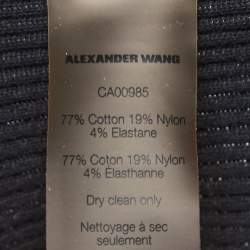 ALEXANDER WANG
CA00985
77% Cotton 19% Nylon
4% Elastane
77% Coton 19% Nylon
4% Élasthanne
Dry clean only
Nettoyage à sec
seulement